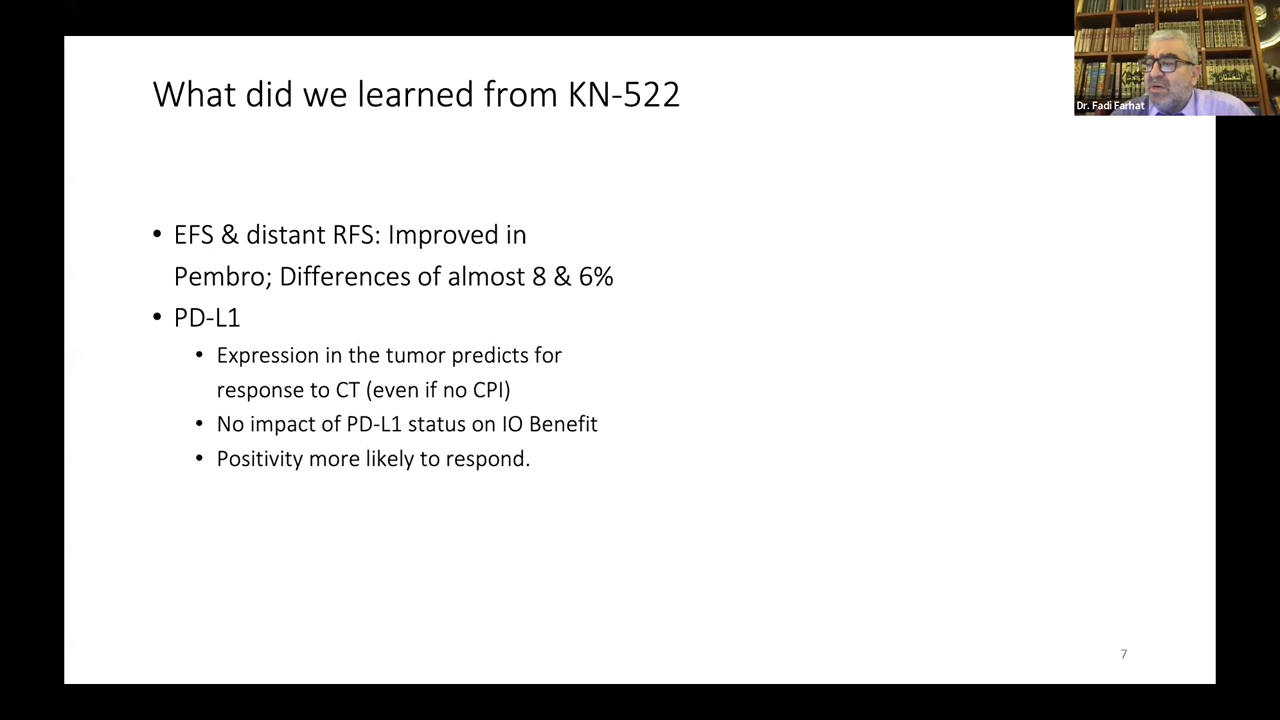 What did we learned from KN-522
Dr. Fadi Farhat
• EFS & distant RFS: Improved in
Pembro; Differences of almost 8 & 6%
• PD-L1
• Expression in the tumor predicts for
response to CT (even if no CPI)
• No impact of PD-L1 status on IO Benefit
• Positivity more likely to respond.
7